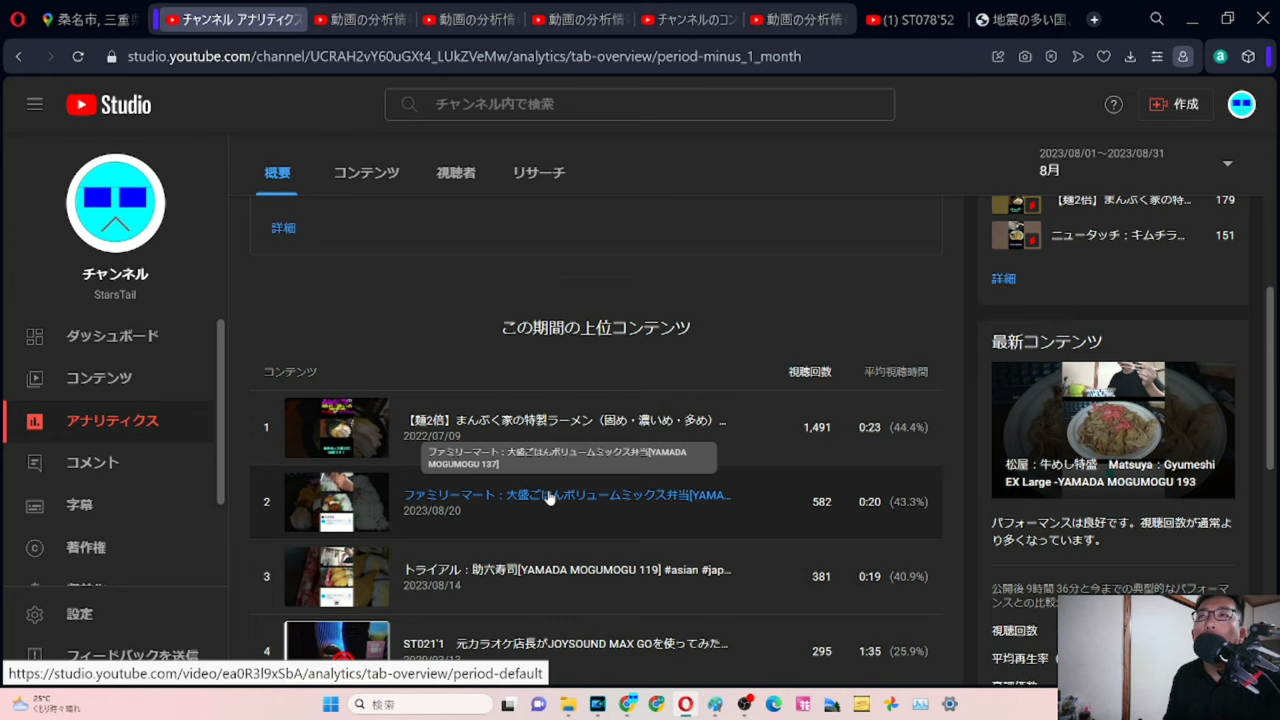 桑名市, 三重県
チャンネル アナリティクス
動画の分析情
動画の分析情
動画の分析情
チャンネルのコン
動画の分析情
(1) ST078'52
地震の多い国、
studio.youtube.com/channel/UCRAH2vY60uGXt4_LUkZVeMw/analytics/tab-overview/period-minus_1_month
Studio
チャンネル内で検索
作成
チャンネル
StarsTail
ダッシュボード
コンテンツ
アナリティクス
コメント
字幕
著作権
設定
フィードバックを送信
概要
コンテンツ
視聴者
リサーチ
2023/08/01～2023/08/31
8月
詳細
この期間の上位コンテンツ
コンテンツ
視聴回数
平均視聴時間
1
【麺2倍】まんぷく家の特製ラーメン（固め・濃いめ・多め）...
2022/07/09
1,491
0:23 (44.4%)
ファミリーマート：大盛ごはんボリュームミックス弁当[YAMADA
MOGUMOGU 137]
2
ファミリーマート：大盛ごはんボリュームミックス弁当[YAMA...
2023/08/20
582
0:20 (43.3%)
3
トライアル：助六寿司[YAMADA MOGUMOGU 119] #asian #jap...
2023/08/14
381
0:19 (40.9%)
4
ST021'1 元カラオケ店長がJOYSOUND MAX GOを使ってみた...
295
1:35 (25.9%)
【麺2倍】まんぷく家の特...
179
ニュータッチ：キムチラ...
151
詳細
最新コンテンツ
松屋：牛めし特盛 Matsuya：Gyumeshi
EX Large -YAMADA MOGUMOGU 193
パフォーマンスは良好です。視聴回数が通常よ
り多くなっています。
公開後 9時間 36分と今までの典型的なパフォーマ
ンスとの比較
視聴回数
平均再生率
https://studio.youtube.com/video/ea0R3l9xSbA/analytics/tab-overview/period-default
25°C
くもり時々晴れ
検索